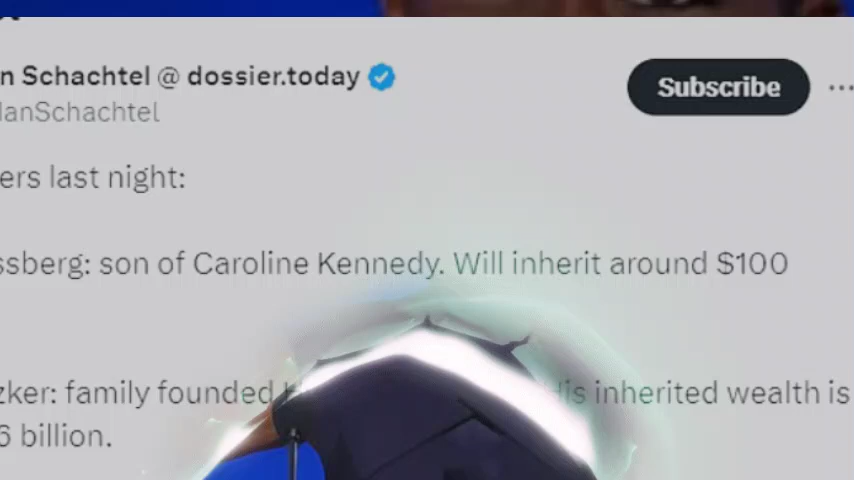 n Schachtel @ dossier.today
Subscribe
anSchachtel
ers last night:
ssberg: son of Caroline Kennedy. Will inherit around $100
zker: family founded is inherited wealth is
6 billion.